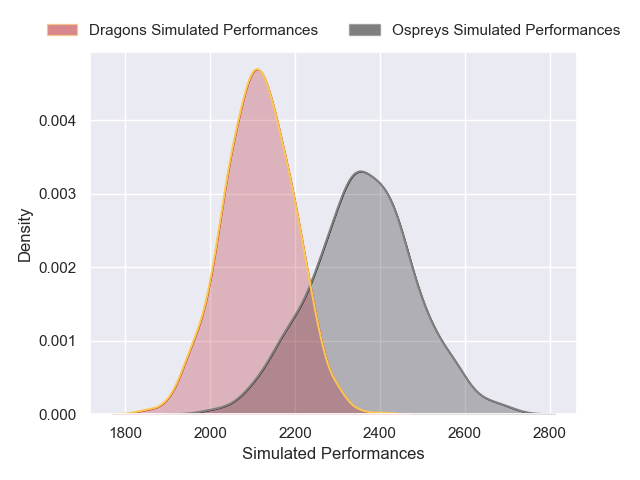 Dragons Simulated Performances
Ospreys Simulated Performances
Density
0.004
0.003
0.002
0.001
0.000
1800
2000
2200
2400
2600
2800
Simulated Performances